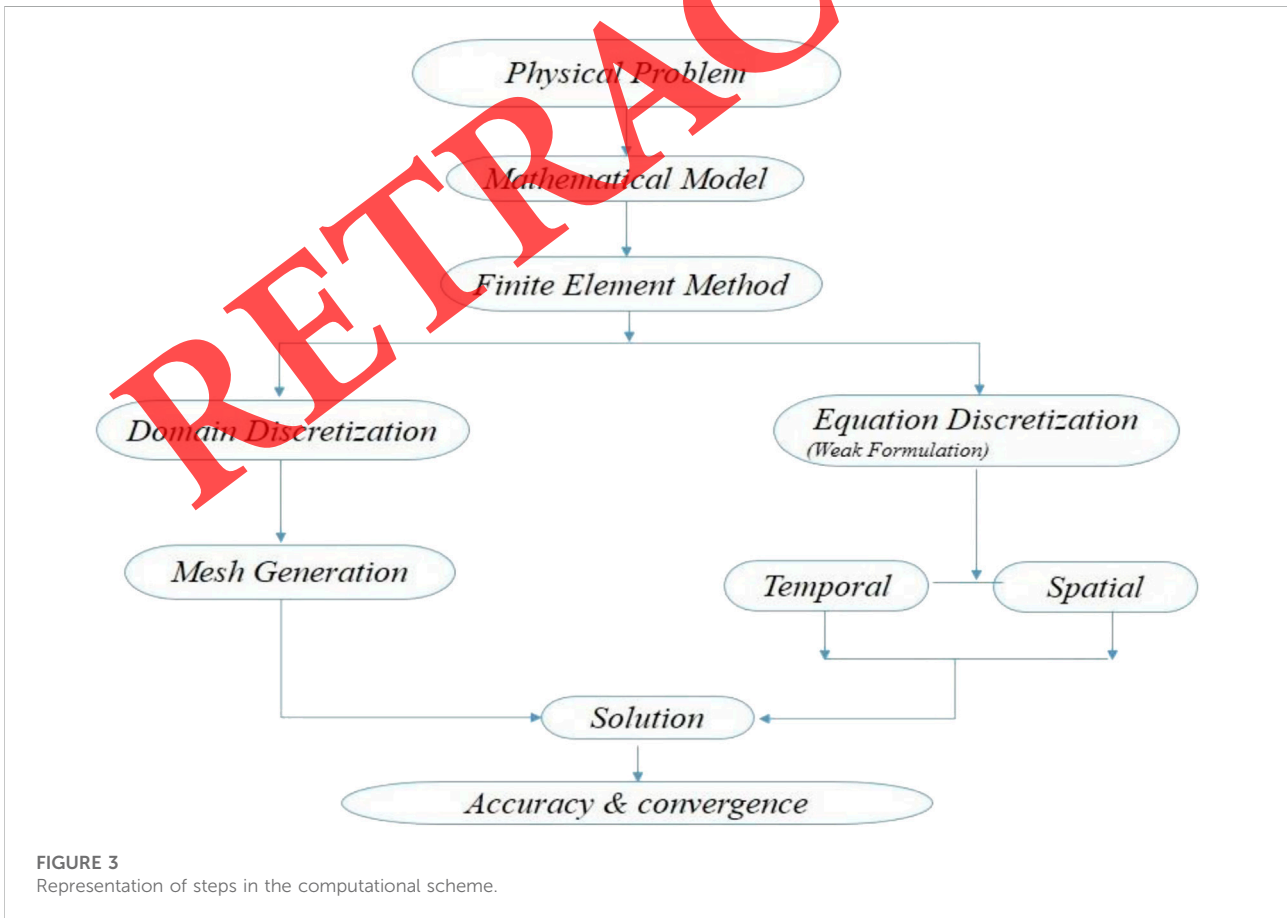 Physical Problem
Mathematical Model
Finite Element Method
Domain Discretization
Equation Discretization
(Weak Formulation)
Mesh Generation
Temporal
Spatial
Solution
Accuracy & convergence
RETRAC
FIGURE 3
Representation of steps in the computational scheme.